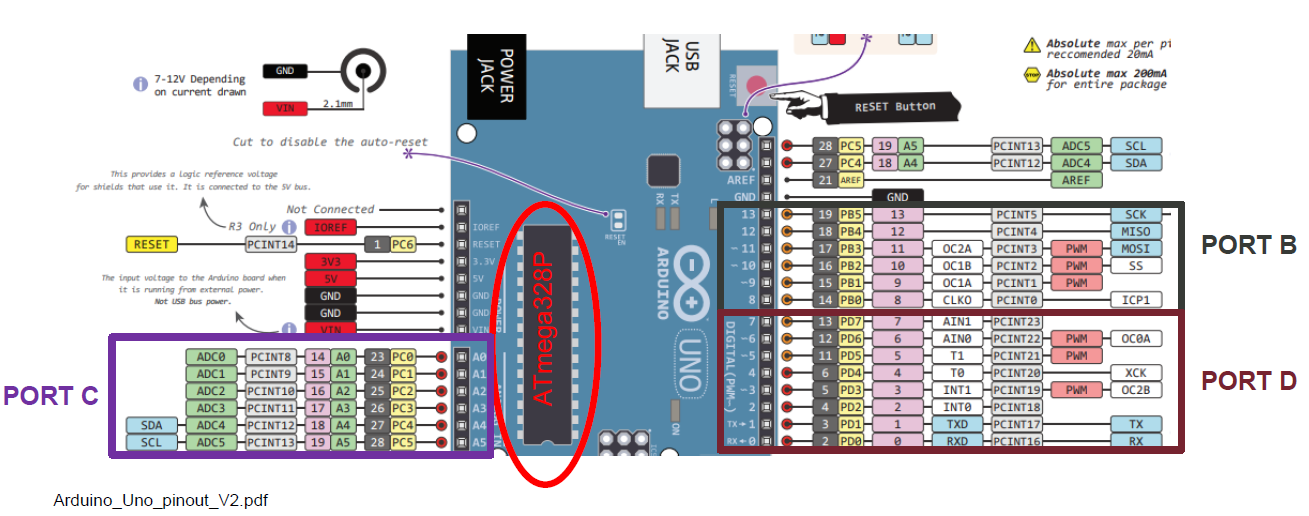 Absolute max per pi
reccomended 20mA
Absolute max 200mA
for entire package
STOP
7-12V Depending
on current drawn
GND
VIN
2.1mm
POWER
JACK
USB
JACK
RESET
RESET Button
Cut to disable the auto-reset
This provides a logic reference voltage
for shields that use it. It is connected to the 5V bus.
Not Connected
R3 Only
IOREF
RESET PCINT14 1 PC6
3V3
5V
GND
GND
VIN
The input voltage to the Arduino board when
it is running from external power.
Not USB bus power.
IOREF
RESET
3.3V
5V
GND
GND
VIN
RX
TX
L
RESET
EN
ARDUINO
UNO
ON
ATmega328P
AREF
GND
13
12
~11
~10
~9
8
7
~6
~5
4
~3
2
TX→1
RX←0
DIGITAL(PWM~)
28 PC5 19 A5 PCINT13 ADC5 SCL
27 PC4 18 A4 PCINT12 ADC4 SDA
21 AREF AREF
GND
19 PB5 13 PCINT5 SCK
18 PB4 12 PCINT4 MISO
17 PB3 11 OC2A PCINT3 PWM MOSI
16 PB2 10 OC1B PCINT2 PWM SS
15 PB1 9 OC1A PCINT1 PWM
14 PB0 8 CLKO PCINT0 ICP1
PORT B
13 PD7 7 AIN1 PCINT23
12 PD6 6 AIN0 PCINT22 PWM OC0A
11 PD5 5 T1 PCINT21 PWM
6 PD4 4 T0 PCINT20 XCK
5 PD3 3 INT1 PCINT19 PWM OC2B
4 PD2 2 INT0 PCINT18
3 PD1 1 TXD PCINT17 TX
2 PD0 0 RXD PCINT16 RX
PORT D
PORT C
ADC0 PCINT8 14 A0 23 PC0 A0
ADC1 PCINT9 15 A1 24 PC1 A1
ADC2 PCINT10 16 A2 25 PC2 A2
ADC3 PCINT11 17 A3 26 PC3 A3
SDA ADC4 PCINT12 18 A4 27 PC4 A4
SCL ADC5 PCINT13 19 A5 28 PC5 A5
Arduino_Uno_pinout_V2.pdf